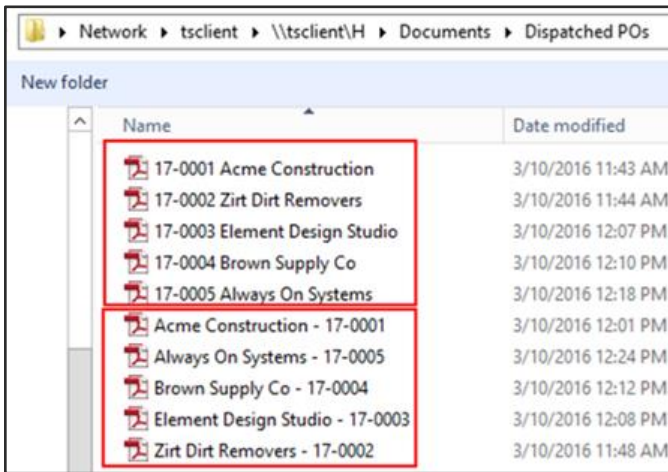 Network ▸ tsclient ▸ \\tsclient\H ▸ Documents ▸ Dispatched POs
New folder
Name Date modified
17-0001 Acme Construction 3/10/2016 11:43 AM
17-0002 Zirt Dirt Removers 3/10/2016 11:44 AM
17-0003 Element Design Studio 3/10/2016 12:07 PM
17-0004 Brown Supply Co 3/10/2016 12:10 PM
17-0005 Always On Systems 3/10/2016 12:18 PM
Acme Construction - 17-0001 3/10/2016 12:01 PM
Always On Systems - 17-0005 3/10/2016 12:24 PM
Brown Supply Co - 17-0004 3/10/2016 12:12 PM
Element Design Studio - 17-0003 3/10/2016 12:08 PM
Zirt Dirt Removers - 17-0002 3/10/2016 11:48 AM